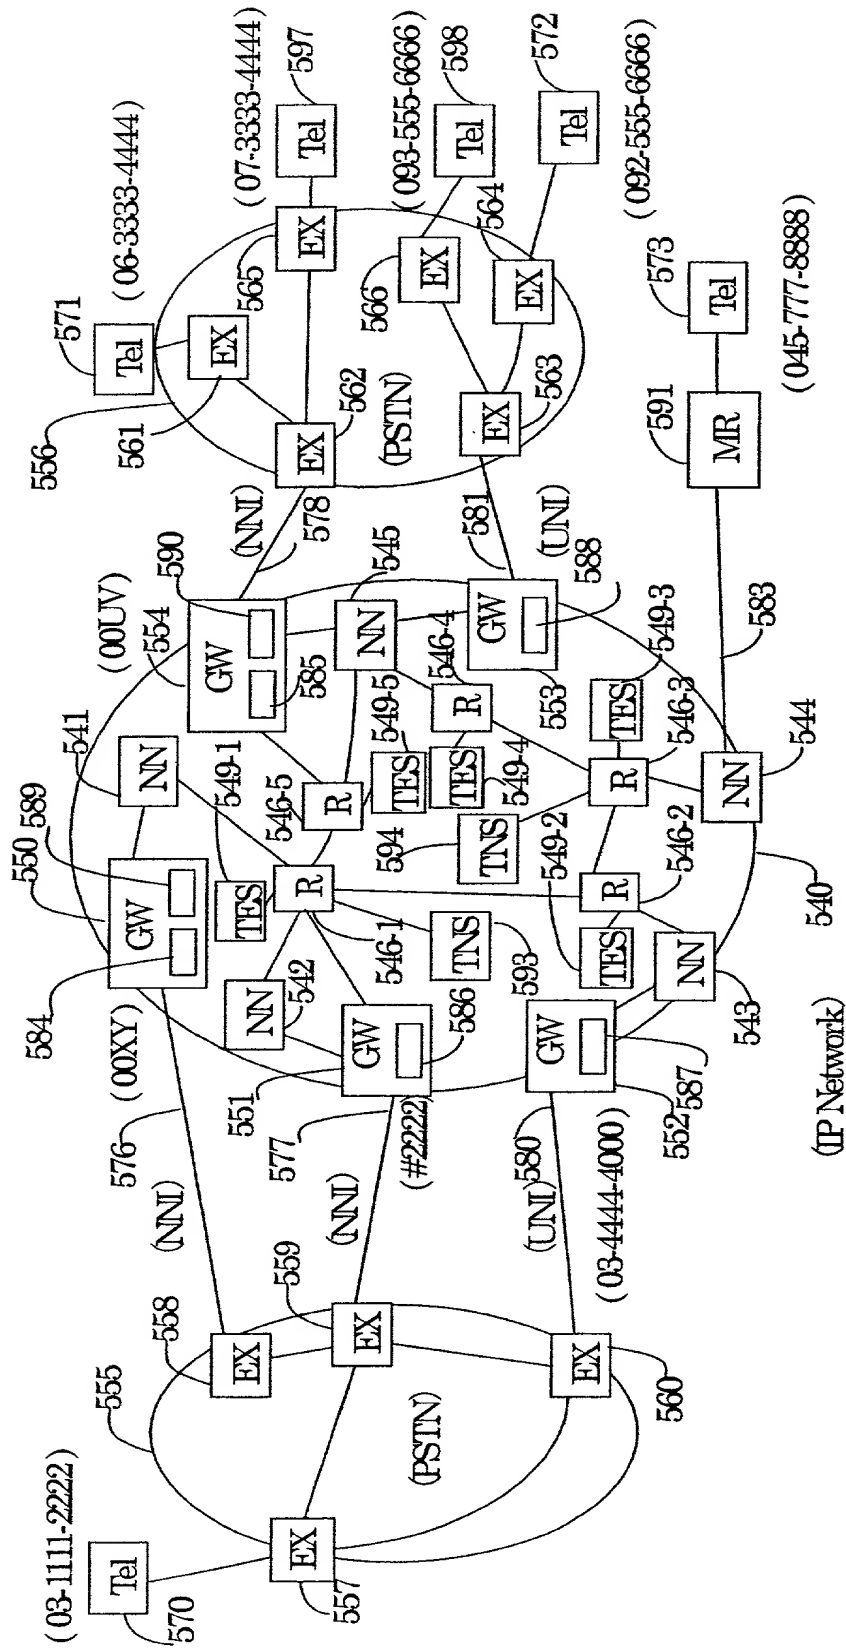 (03-1111-2222)
Tel
570
555
EX
557
(PSTN)
558
EX
559
EX
EX
560
(NNI)
576
(NNI)
577
(UNI)
580
(03-4444-4000)
(00XY)
(#2222)
584
550
589
GW
541
NN
551
GW
586
542
NN
552
GW
587
543
NN
546-1
R
549-1
TES
546-5
R
593
TNS
594
TNS
549-2
TES
546-2
R
549-5
TES
549-4
TES
546-4
R
546-3
R
549-3
TES
(00UV)
554
590
GW
585
545
NN
GW
553
588
544
NN
540
(IP Network)
(NNI)
578
581
(UNI)
583
556
571
Tel
(06-3333-4444)
561
EX
562
EX
565
EX
(07-3333-4444)
Tel
597
(PSTN)
566
EX
(093-555-6666)
Tel
598
563
EX
564
EX
Tel
572
(092-555-6666)
591
MR
573
Tel
(045-777-8888)